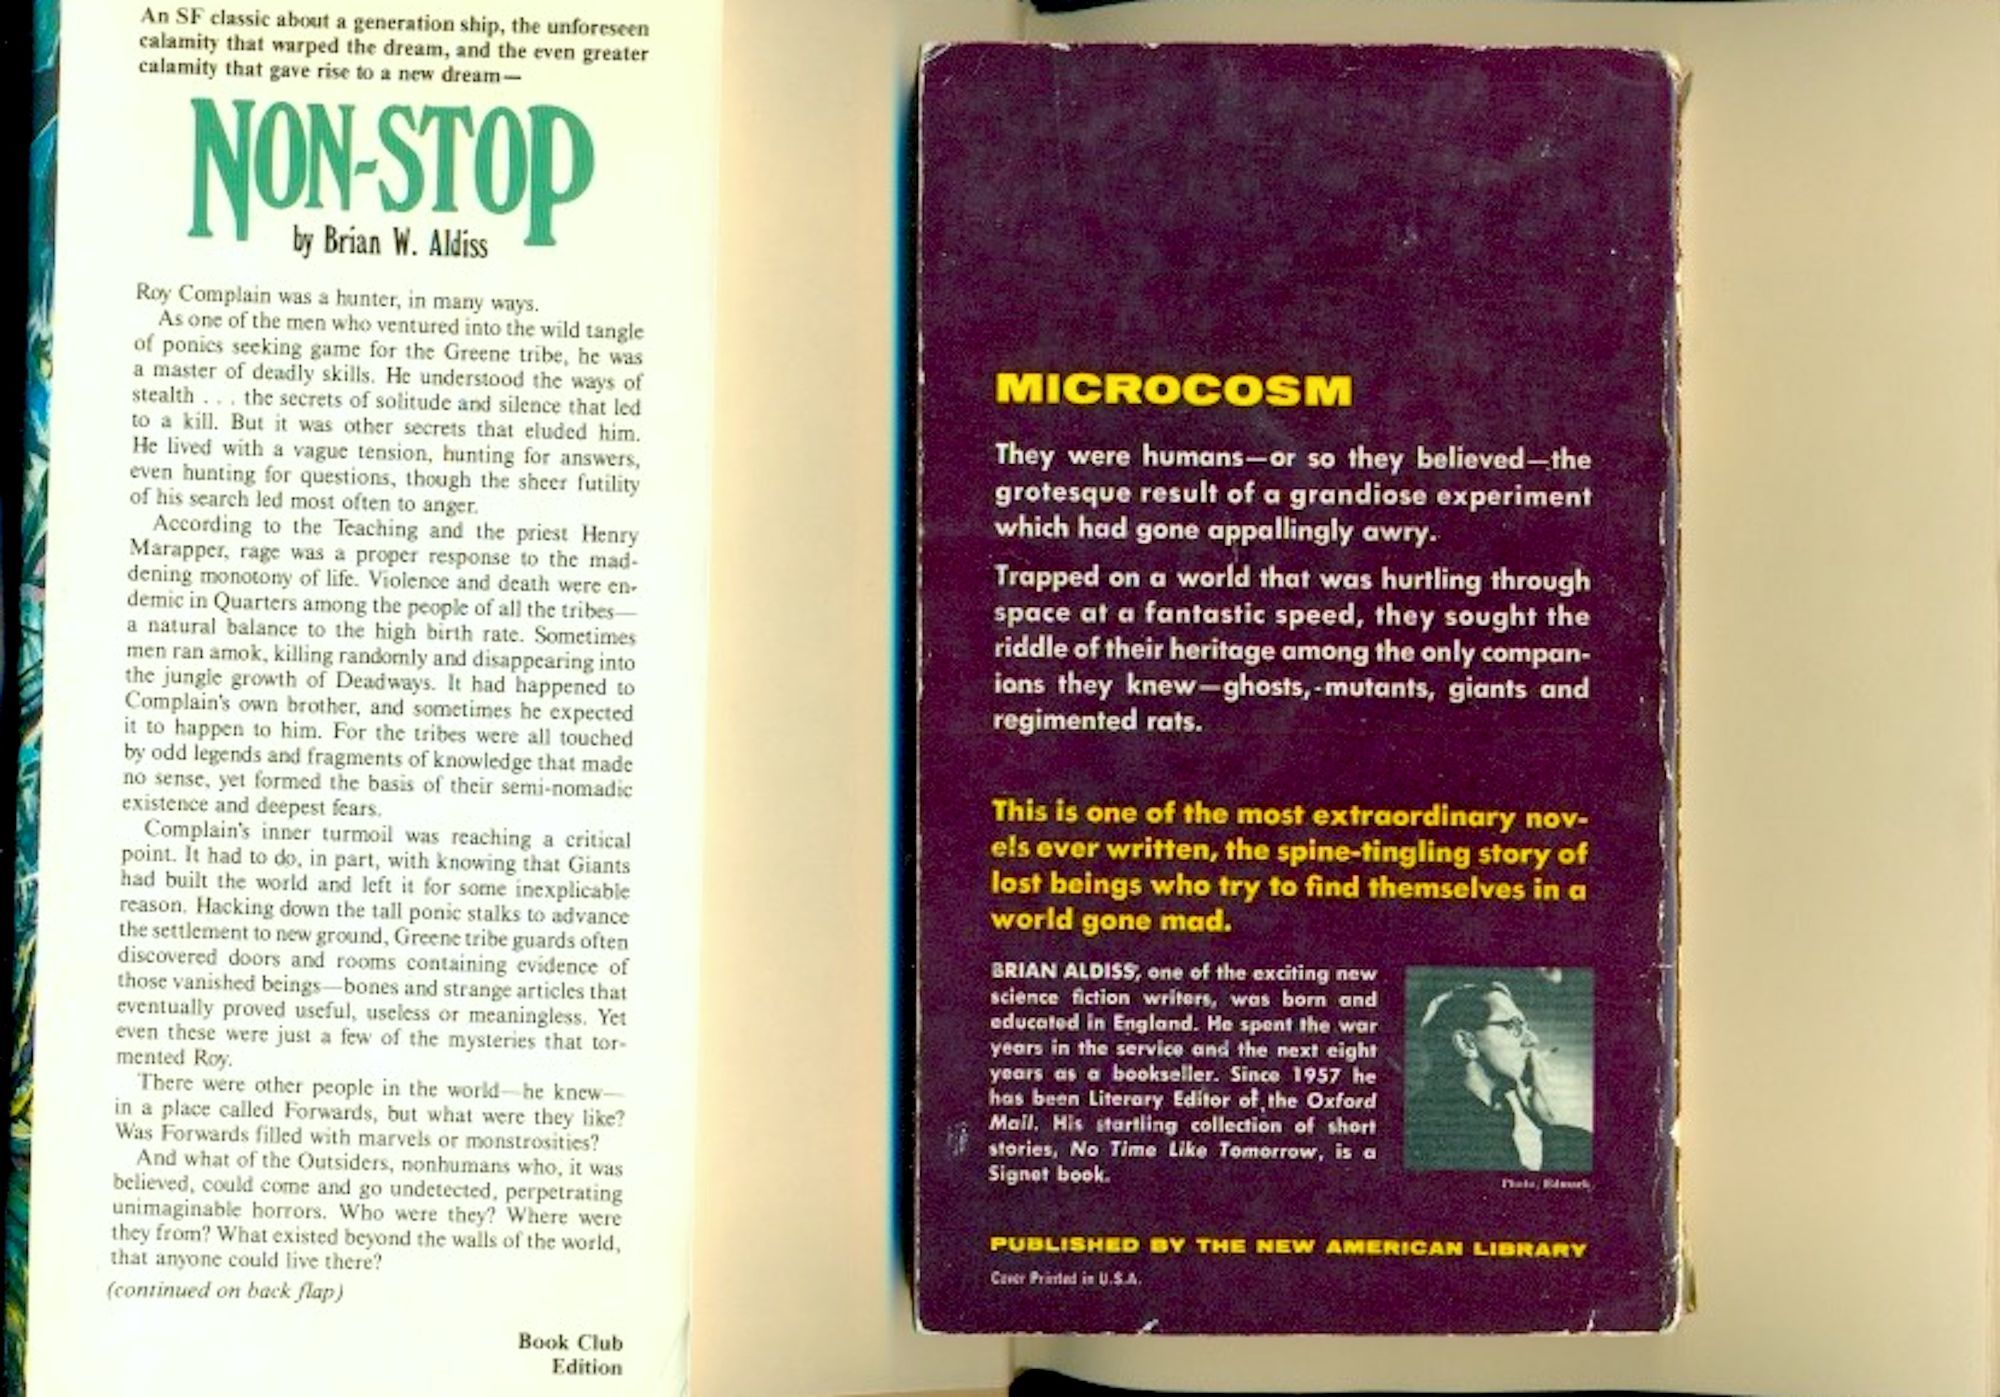 An SF classic about a generation ship, the unforeseen
calamity that warped the dream, and the even greater
calamity that gave rise to a new dream—
NON-STOP
by Brian W. Aldiss
Roy Complain was a hunter, in many ways.
As one of the men who ventured into the wild tangle
of ponics seeking game for the Greene tribe, he was
a master of deadly skills. He understood the ways of
stealth . . . the secrets of solitude and silence that led
to a kill. But it was other secrets that eluded him.
He lived with a vague tension, hunting for answers,
even hunting for questions, though the sheer futility
of his search led most often to anger.
According to the Teaching and the priest Henry
Marapper, rage was a proper response to the mad-
dening monotony of life. Violence and death were en-
demic in Quarters among the people of all the tribes—
a natural balance to the high birth rate. Sometimes
men ran amok, killing randomly and disappearing into
the jungle growth of Deadways. It had happened to
Complain's own brother, and sometimes he expected
it to happen to him. For the tribes were all touched
by odd legends and fragments of knowledge that made
no sense, yet formed the basis of their semi-nomadic
existence and deepest fears.
Complain's inner turmoil was reaching a critical
point. It had to do, in part, with knowing that Giants
had built the world and left it for some inexplicable
reason. Hacking down the tall ponic stalks to advance
the settlement to new ground, Greene tribe guards often
discovered doors and rooms containing evidence of
those vanished beings—bones and strange articles that
eventually proved useful, useless or meaningless. Yet
even these were just a few of the mysteries that tor-
mented Roy.
There were other people in the world—he knew—
in a place called Forwards, but what were they like?
Was Forwards filled with marvels or monstrosities?
And what of the Outsiders, nonhumans who, it was
believed, could come and go undetected, perpetrating
unimaginable horrors. Who were they? Where were
they from? What existed beyond the walls of the world,
that anyone could live there?
(continued on back flap)
Book Club
Edition
MICROCOSM
They were humans—or so they believed—the
grotesque result of a grandiose experiment
which had gone appallingly awry.
Trapped on a world that was hurtling through
space at a fantastic speed, they sought the
riddle of their heritage among the only compan-
ions they knew—ghosts, mutants, giants and
regimented rats.
This is one of the most extraordinary nov-
els ever written, the spine-tingling story of
lost beings who try to find themselves in a
world gone mad.
BRIAN ALDISS, one of the exciting new
science fiction writers, was born and
educated in England. He spent the war
years in the service and the next eight
years as a bookseller. Since 1957 he
has been Literary Editor of the Oxford
Mail. His startling collection of short
stories, No Time Like Tomorrow, is a
Signet book.
Photo,
PUBLISHED BY THE NEW AMERICAN LIBRARY
Cover Printed in U.S.A.